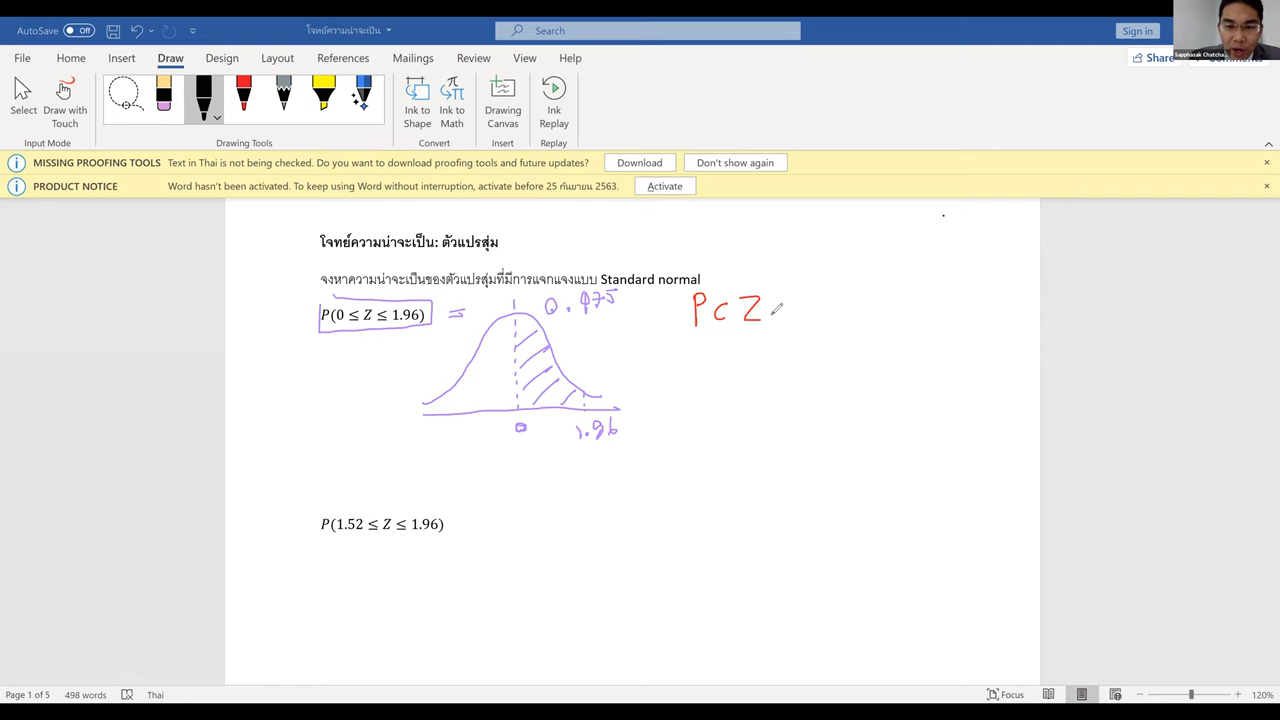 AutoSave Off โจทย์ความน่าจะเป็น Search Sign in
Sapphasak Chatcha...
File Home Insert Draw Design Layout References Mailings Review View Help Share Comments
Select Draw with Touch Ink to Shape Ink to Math Drawing Canvas Ink Replay
Input Mode Drawing Tools Convert Insert Replay
MISSING PROOFING TOOLS Text in Thai is not being checked. Do you want to download proofing tools and future updates? Download Don't show again
PRODUCT NOTICE Word hasn't been activated. To keep using Word without interruption, activate before 25 กันยายน 2563. Activate
โจทย์ความน่าจะเป็น: ตัวแปรสุ่ม
จงหาความน่าจะเป็นของตัวแปรสุ่มที่มีการแจกแจงแบบ Standard normal
P(0 ≤ Z ≤ 1.96) = 0.975 P ( Z
0 1.96
P(1.52 ≤ Z ≤ 1.96)
Page 1 of 5 498 words Thai Focus 120%